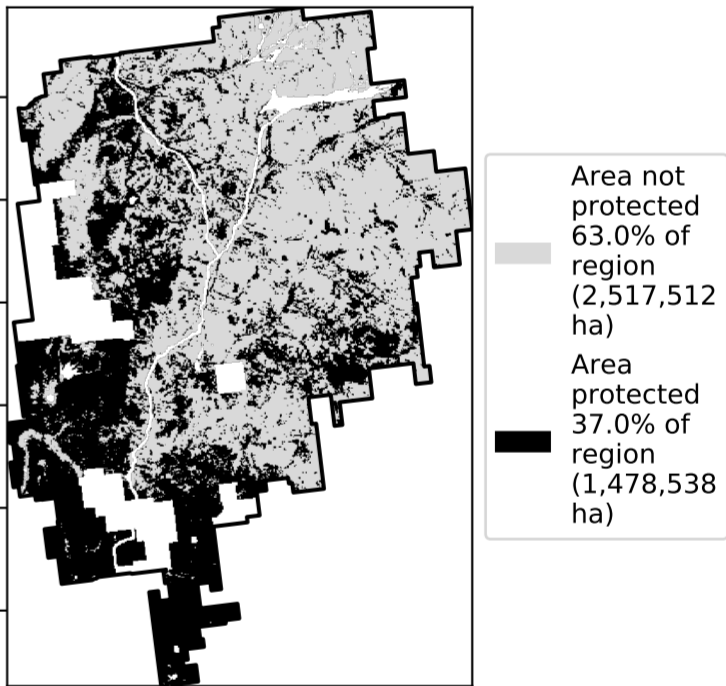 Area not
protected
63.0% of
region
(2,517,512
ha)
Area
protected
37.0% of
region
(1,478,538
ha)